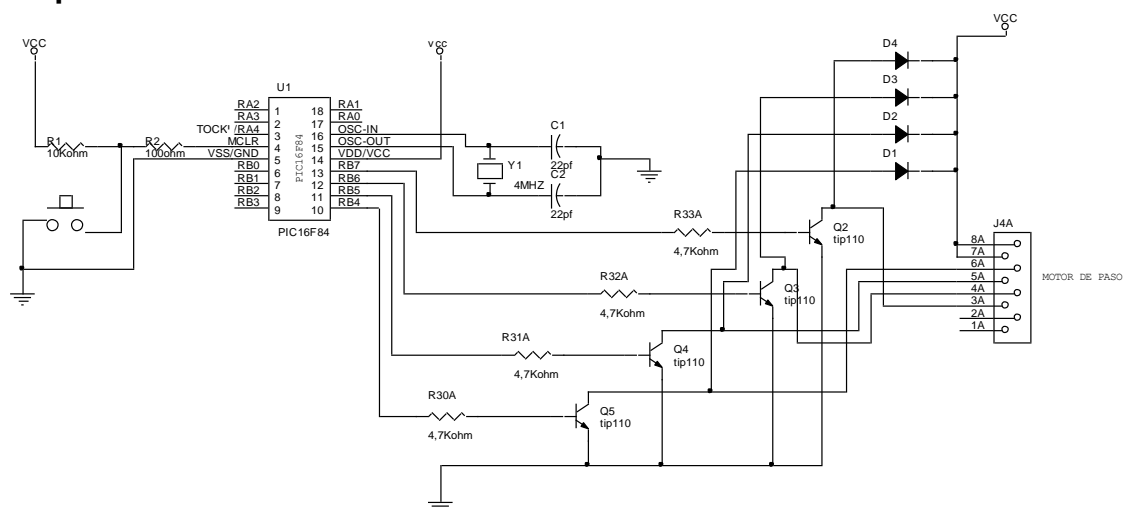 VCC
vcc
VCC
U1
D4
D3
D2
D1
RA2 1 18 RA1
RA3 2 17 RA0
/RA4 3 16 OSC-IN
MCLR 4 15 OSC-OUT
VSS/GND 5 14 VDD/VCC
RB0 6 13 RB7
RB1 7 12 RB6
RB2 8 11 RB5
RB3 9 10 RB4
PIC16F84
PIC16F84
R1
10Kohm
R2
100ohm
C1
22pf
Y1
4MHZ
C2
22pf
R33A
4,7Kohm
Q2
tip110
R32A
4,7Kohm
Q3
tip110
R31A
4,7Kohm
Q4
tip110
R30A
4,7Kohm
Q5
tip110
J4A
8A
7A
6A
5A
4A
3A
2A
1A
MOTOR DE PASO